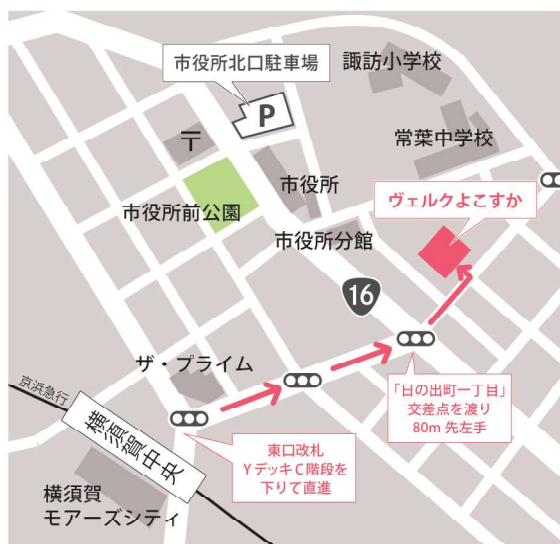 市役所北口駐車場
諏訪小学校
P
〒
常葉中学校
市役所
ヴェルクよこすか
市役所前公園
市役所分館
16
ザ・プライム
京浜急行
横須賀中央
「日の出町一丁目」
交差点を渡り
80m 先左手
東口改札
YデッキC階段を
下りて直進
横須賀
モアーズシティ